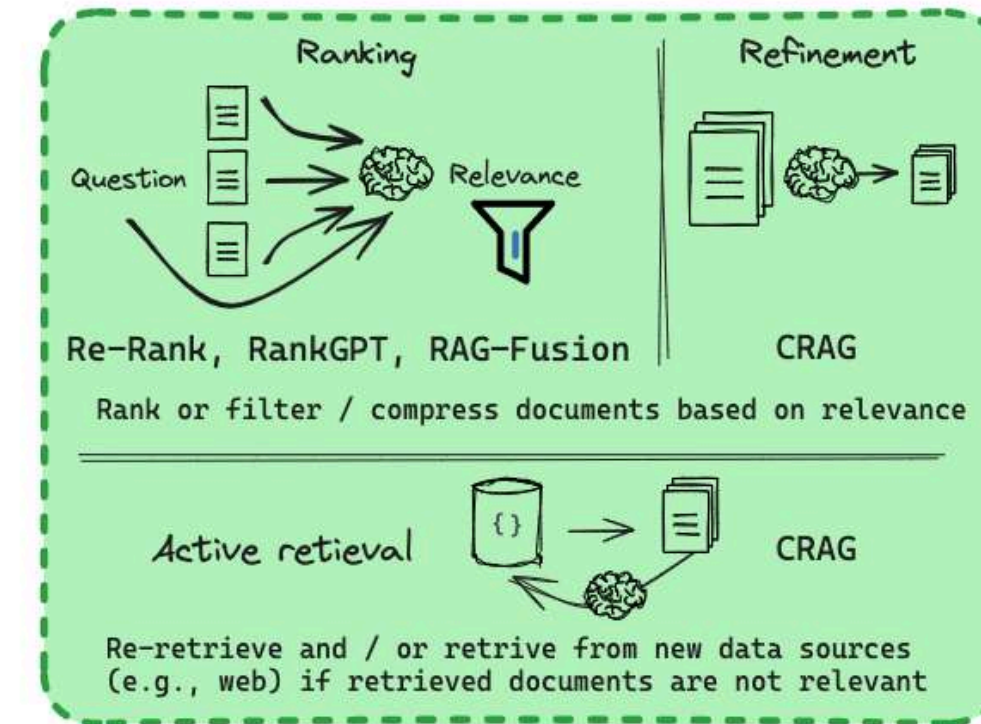 Ranking
Refinement
Question
Relevance
Re-Rank, RankGPT, RAG-Fusion
CRAG
Rank or filter / compress documents based on relevance
{}
Active retieval
CRAG
Re-retrieve and / or retrive from new data sources
(e.g., web) if retrieved documents are not relevant